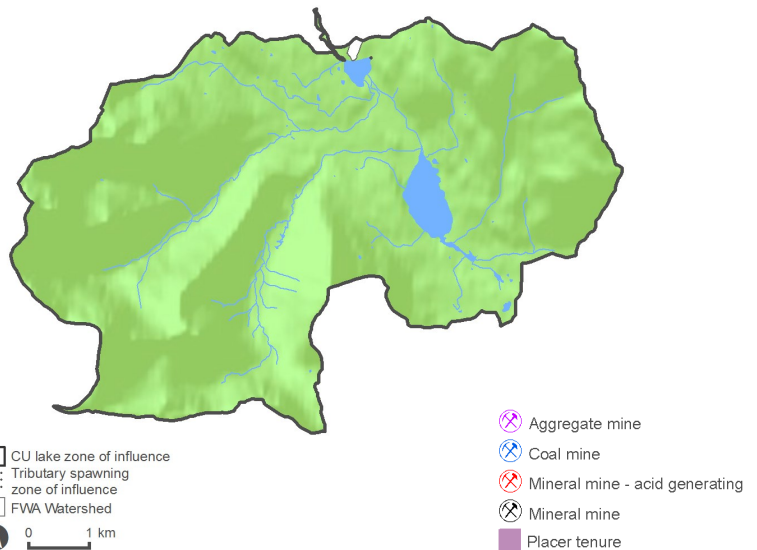 Aggregate mine
Coal mine
Mineral mine - acid generating
Mineral mine
Placer tenure
CU lake zone of influence
Tributary spawning
zone of influence
FWA Watershed
0 1 km